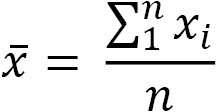 x̄ = ∑₁ⁿ xᵢ / n